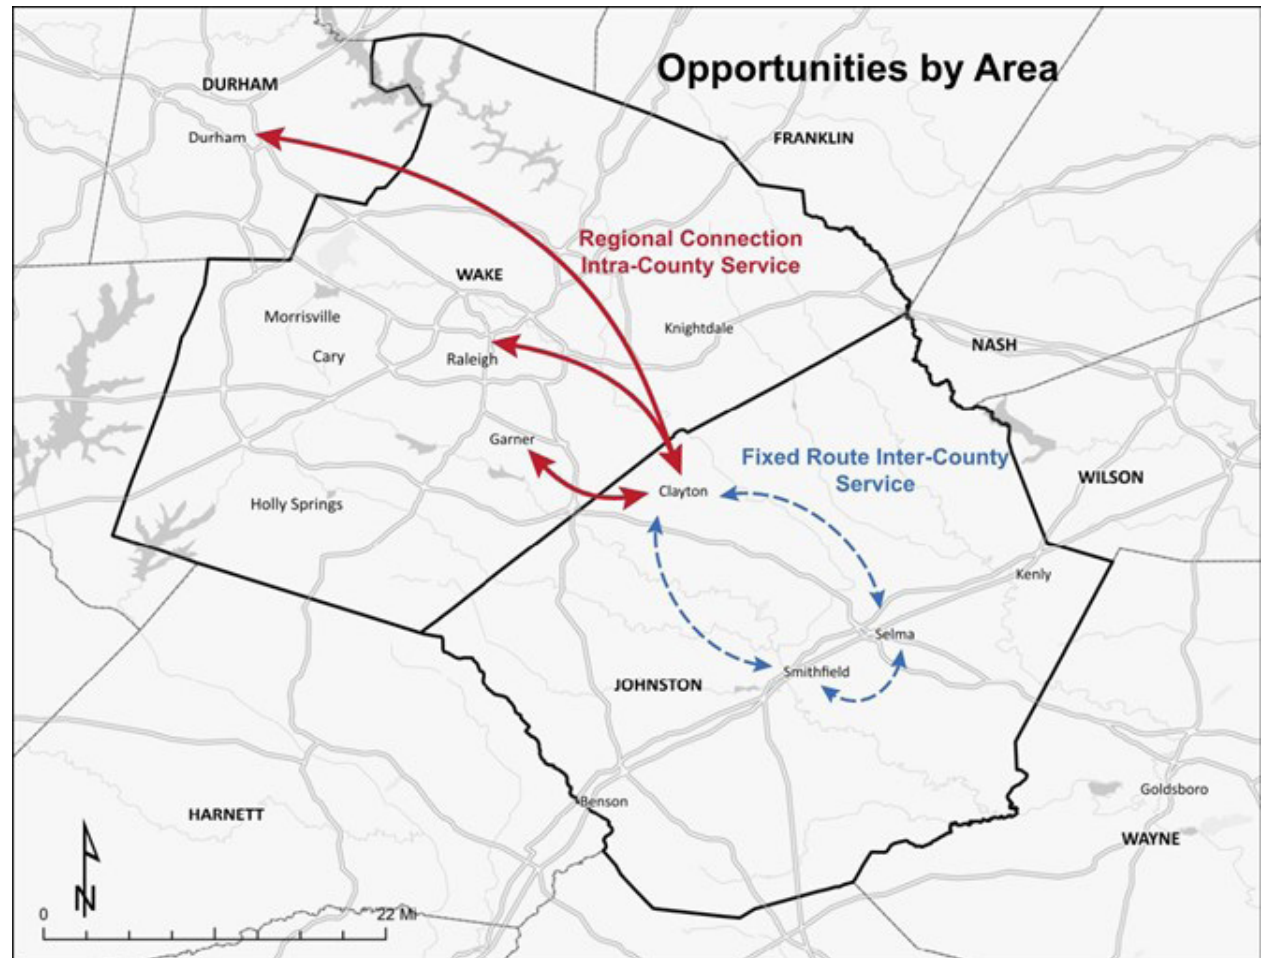 Opportunities by Area
DURHAM
Durham
FRANKLIN
Regional Connection
Intra-County Service
WAKE
Morrisville
Knightdale
Cary
Raleigh
NASH
Garner
Fixed Route Inter-County
Service
WILSON
Clayton
Holly Springs
Kenly
Selma
Smithfield
JOHNSTON
Goldsboro
Benson
HARNETT
WAYNE
N
0
22 Mi